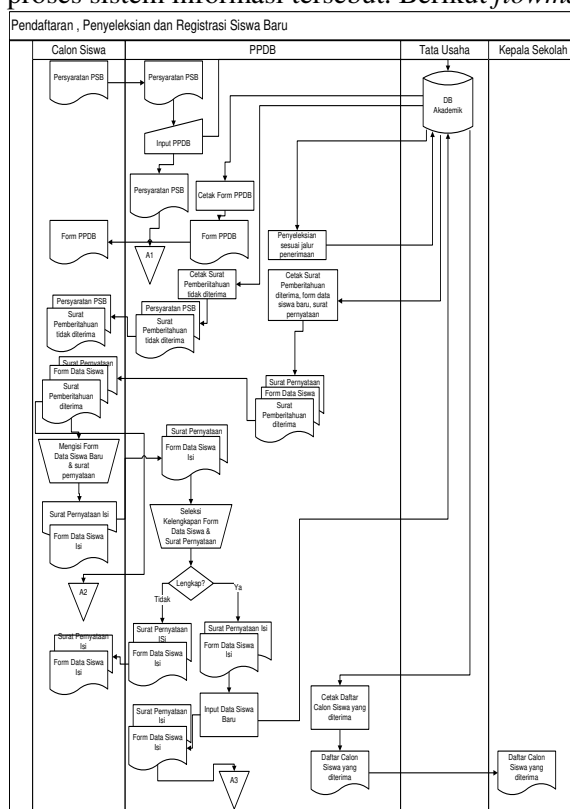 proses sistem informasi tersebut. Berikut flowma
Pendaftaran , Penyeleksian dan Registrasi Siswa Baru
Calon Siswa
PPDB
Tata Usaha
Kepala Sekolah
Persyaratan PSB
Persyaratan PSB
DB
Akademik
Input PPDB
Persyaratan PSB
Cetak Form PPDB
Form PPDB
Form PPDB
Penyeleksian
sesuai jalur
penerimaan
A1
Cetak Surat
Pemberiitahuan
tidak diterima
Cetak Surat
Pemberitahuan
diterima, form data
siswa baru, surat
pernyataan
Persyaratan PSB
Surat
Pemberitahuan
tidak diterima
Persyaratan PSB
Surat
Pemberitahuan
tidak diterima
Surat Pernyataan
Form Data Siswa
Surat
Pemberitahuan
diterima
Surat Pernyataan
Form Data Siswa
Surat
Pemberitahuan
diterima
Mengisi Form
Data Siswa Baru
& surat
pernyataan
Surat Pernyataan
Form Data Siswa
Isi
Surat Pernyataan Isi
Form Data Siswa
Isi
Seleksi
Kelengkapan Form
Data Siswa &
Surat Pernyataan
A2
Lengkap?
Tidak
Ya
Surat Pernyataan
Isi
Form Data Siswa
Isi
Surat Pernyataan
ISi
Form Data Siswa
Isi
Surat Pernyataan Isi
Form Data Siswa
Isi
Input Data Siswa
Baru
Surat Pernyataan
Isi
Form Data Siswa
Isi
A3
Cetak Daftar
Calon Siswa yang
diterima
Daftar Calon
Siswa yang
diterima
Daftar Calon
Siswa yang
diterima